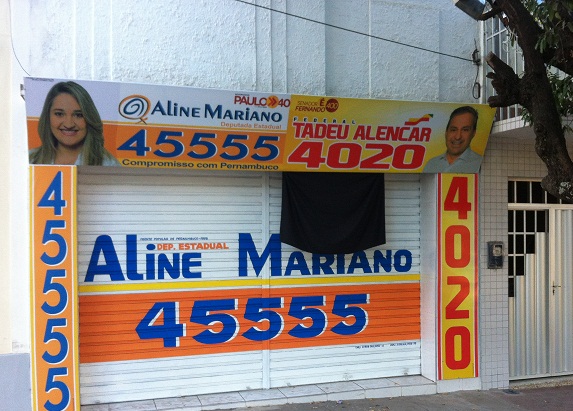 Aline Mariano
Deputada Estadual
45555
Compromisso com Pernambuco
PAULO 40
SENADOR
FERNANDO É 400
FEDERAL
TADEU ALENCAR
4020
45555
DEP. ESTADUAL
Aline Mariano
45555
4020